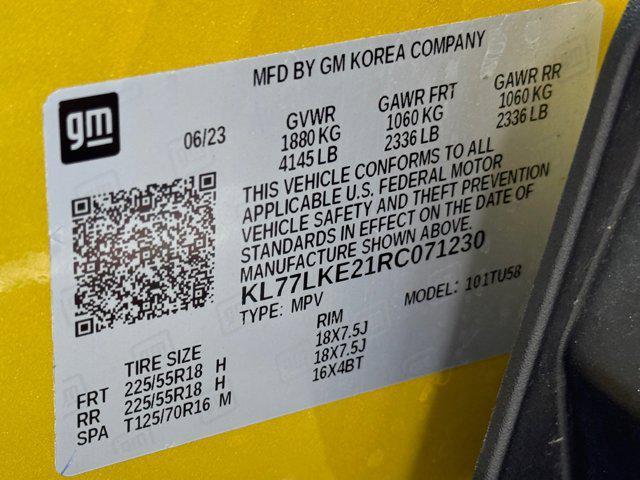 MFD BY GM KOREA COMPANY
gm
06/23
GVWR GAWR FRT GAWR RR
1880 KG 1060 KG 1060 KG
4145 LB 2336 LB 2336 LB
THIS VEHICLE CONFORMS TO ALL
APPLICABLE U.S. FEDERAL MOTOR
VEHICLE SAFETY AND THEFT PREVENTION
STANDARDS IN EFFECT ON THE DATE OF
MANUFACTURE SHOWN ABOVE.
KL77LKE21RC071230
TYPE: MPV MODEL: 101TU58
TIRE SIZE RIM
FRT 225/55R18 H 18X7.5J
RR 225/55R18 H 18X7.5J
SPA T125/70R16 M 16X4BT